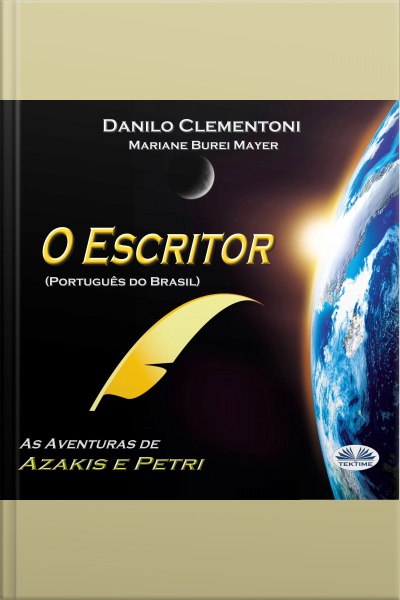 Danilo Clementoni
Mariane Burei Mayer
O Escritor
(Português do Brasil)
As Aventuras de
Azakis e Petri
TEKTIME